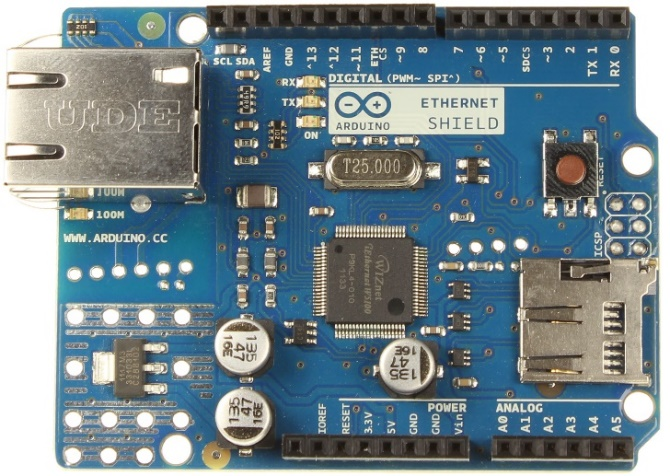 SCL SDA AREF GND ^13 ^12 ~11 ETH CS ~9 8 7 ~6 ~5 SDCS ~3 2 TX 1 RX 0
RX
DIGITAL (PWM~ SPI^)
TX
ARDUINO
ETHERNET
SHIELD
ON
UDE
T25.000
RESET
100M
100M
WWW.ARDUINO.CC
ICSP
WIZnet
Ethernet W5100
1133
135
47
16E
135
47
16E
135
47
16E
POWER
ANALOG
IOREF RESET 3.3V 5V GND GND Vin A0 A1 A2 A3 A4 A5